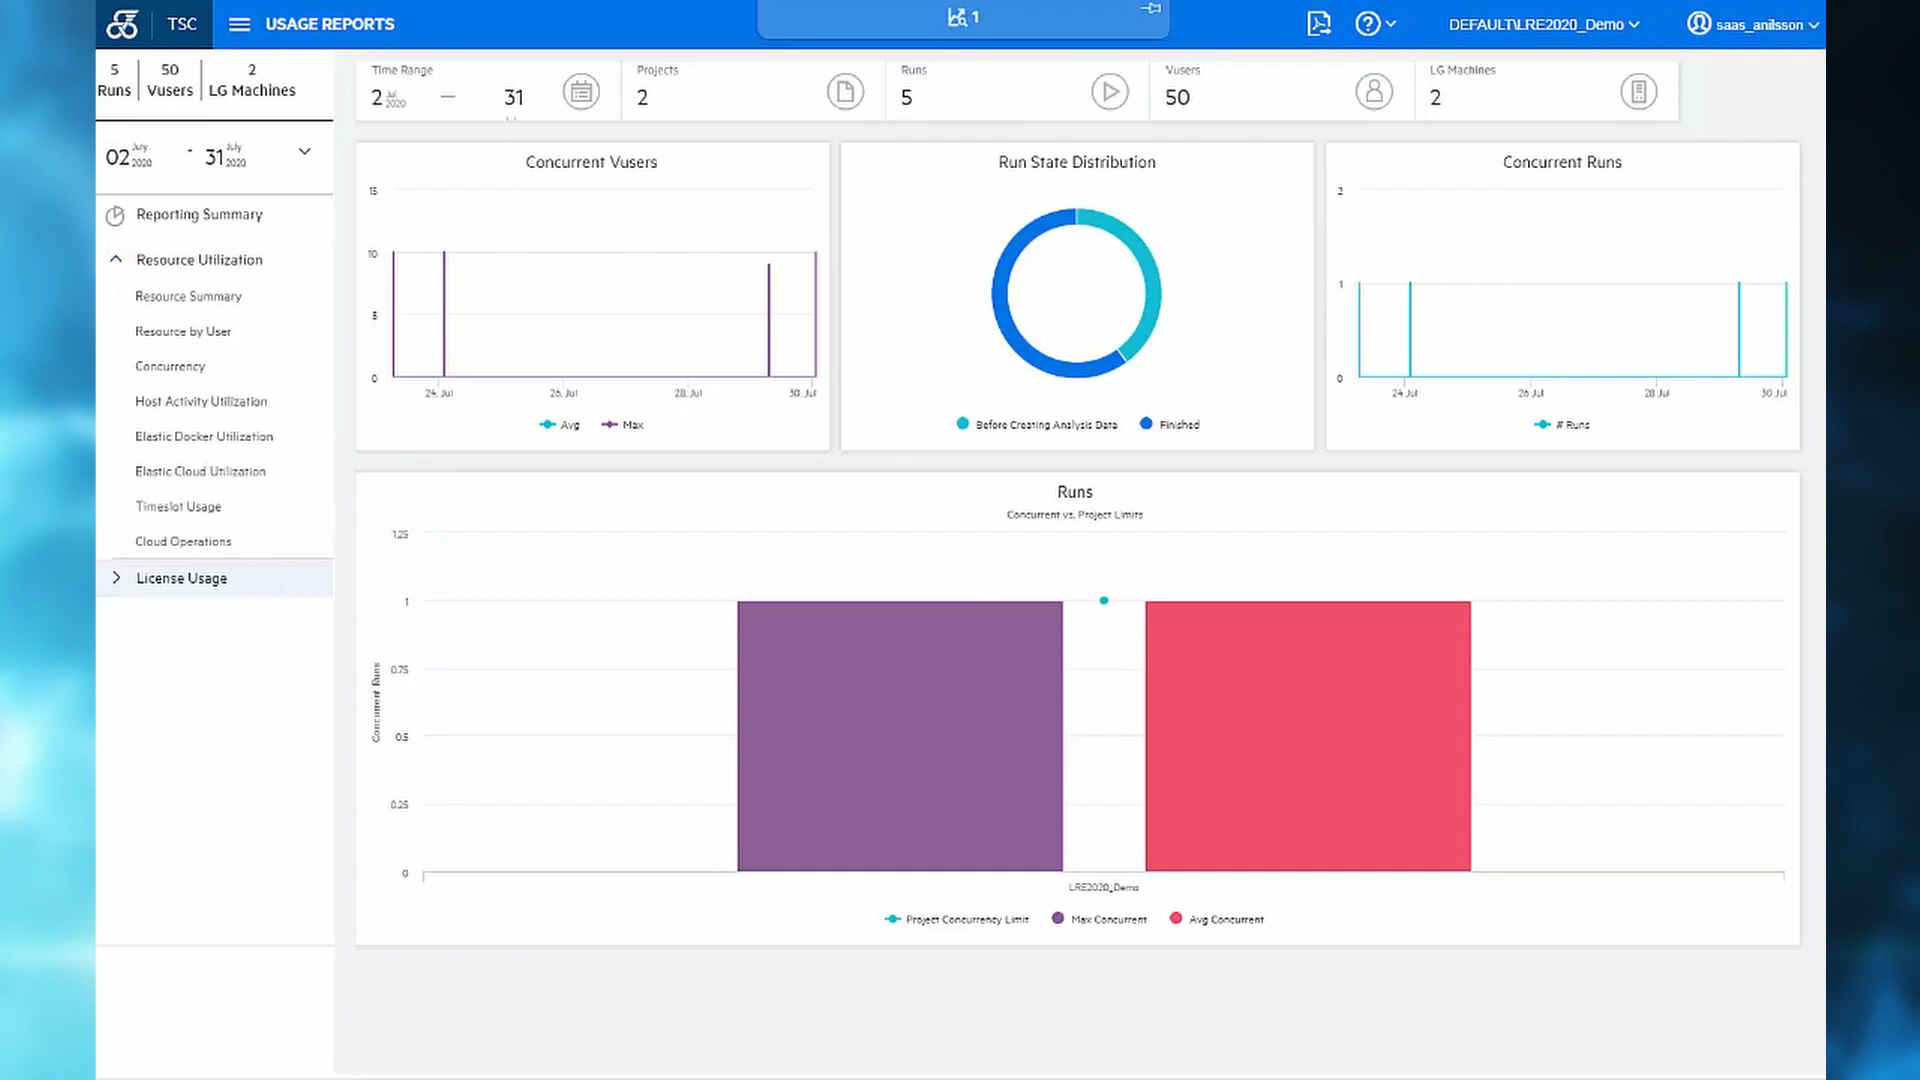 TSC
USAGE REPORTS
1
DEFAULT\LRE2020_Demo
saas_anilsson
5
Runs
50
Vusers
2
LG Machines
02 July 2020 - 31 July 2020
Reporting Summary
Resource Utilization
Resource Summary
Resource by User
Concurrency
Host Activity Utilization
Elastic Docker Utilization
Elastic Cloud Utilization
Timeslot Usage
Cloud Operations
License Usage
Time Range
2 Jul 2020 — 31
Projects
2
Runs
5
Vusers
50
LG Machines
2
Concurrent Vusers
15
10
5
0
24. Jul 26. Jul 28. Jul 30. Jul
Avg Max
Run State Distribution
Before Creating Analysis Data Finished
Concurrent Runs
2
1
0
24 Jul 26 Jul 28 Jul 30 Jul
# Runs
Runs
Concurrent vs. Project Limits
1.25
1
0.75
0.5
0.25
0
Concurrent Runs
LRE2020_Demo
Project Concurrency Limit Max Concurrent Avg Concurrent